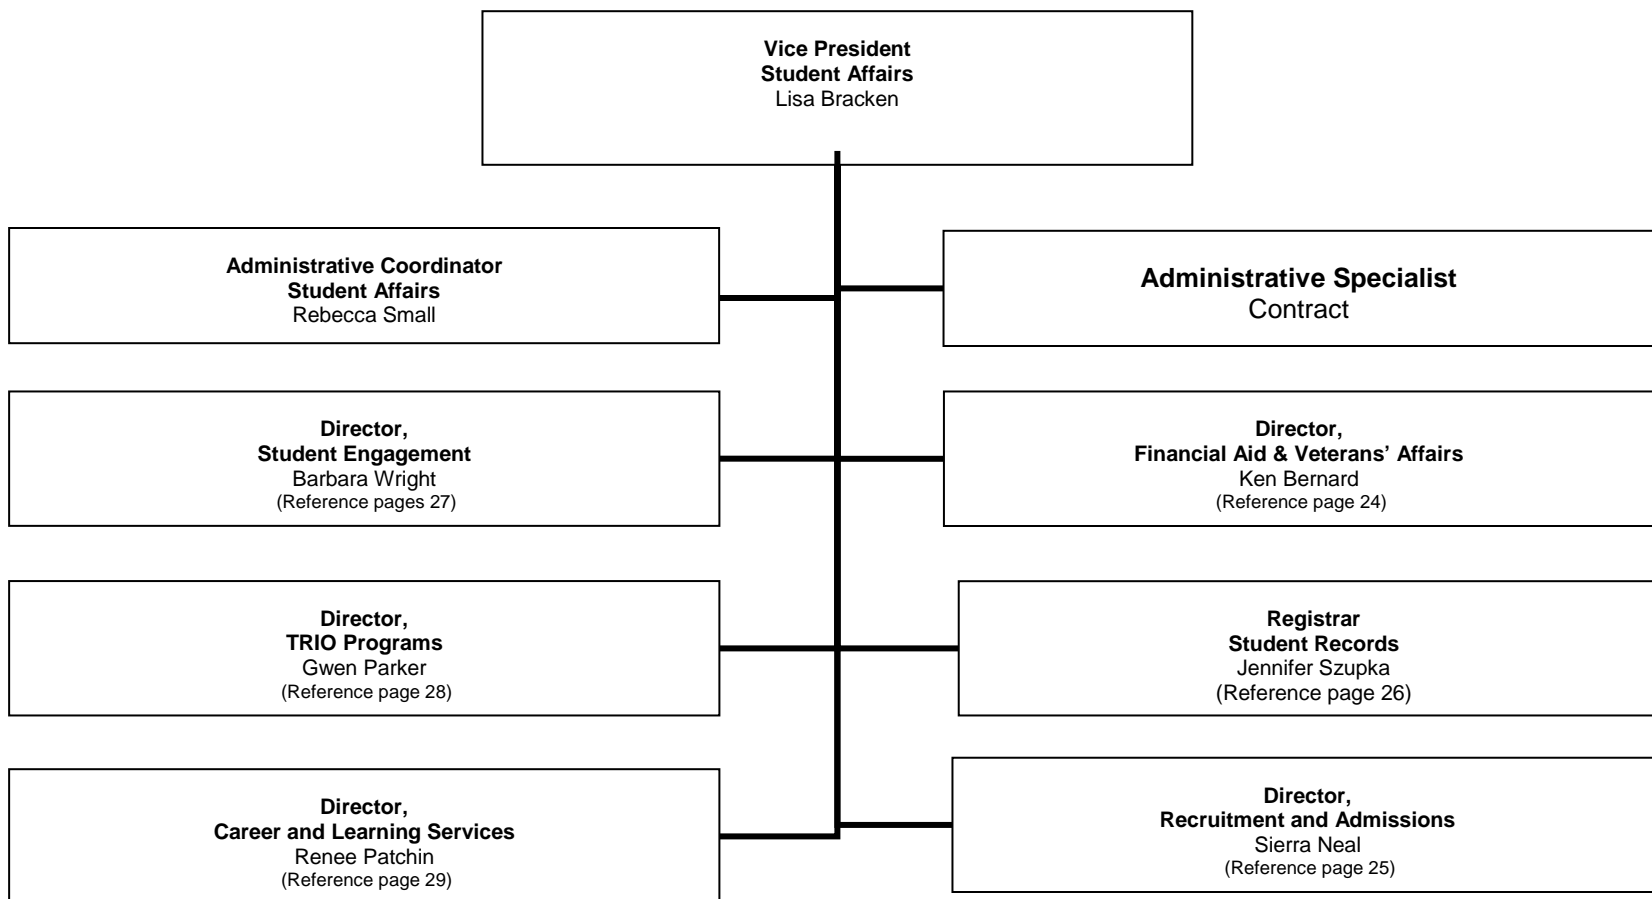 Vice President
Student Affairs
Lisa Bracken
Administrative Coordinator
Student Affairs
Rebecca Small
Administrative Specialist
Contract
Director,
Student Engagement
Barbara Wright
(Reference pages 27)
Director,
Financial Aid & Veterans’ Affairs
Ken Bernard
(Reference page 24)
Director,
TRIO Programs
Gwen Parker
(Reference page 28)
Registrar
Student Records
Jennifer Szupka
(Reference page 26)
Director,
Career and Learning Services
Renee Patchin
(Reference page 29)
Director,
Recruitment and Admissions
Sierra Neal
(Reference page 25)